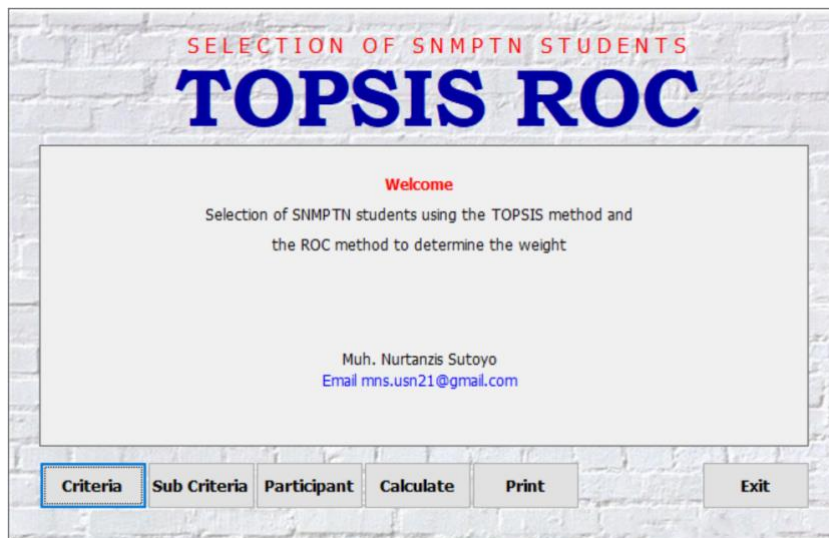 SELECTION OF SNMPTN STUDENTS
TOPSIS ROC
Welcome
Selection of SNMPTN students using the TOPSIS method and
the ROC method to determine the weight
Muh. Nurtanzis Sutoyo
Email mns.usn21@gmail.com
Criteria Sub Criteria Participant Calculate Print Exit